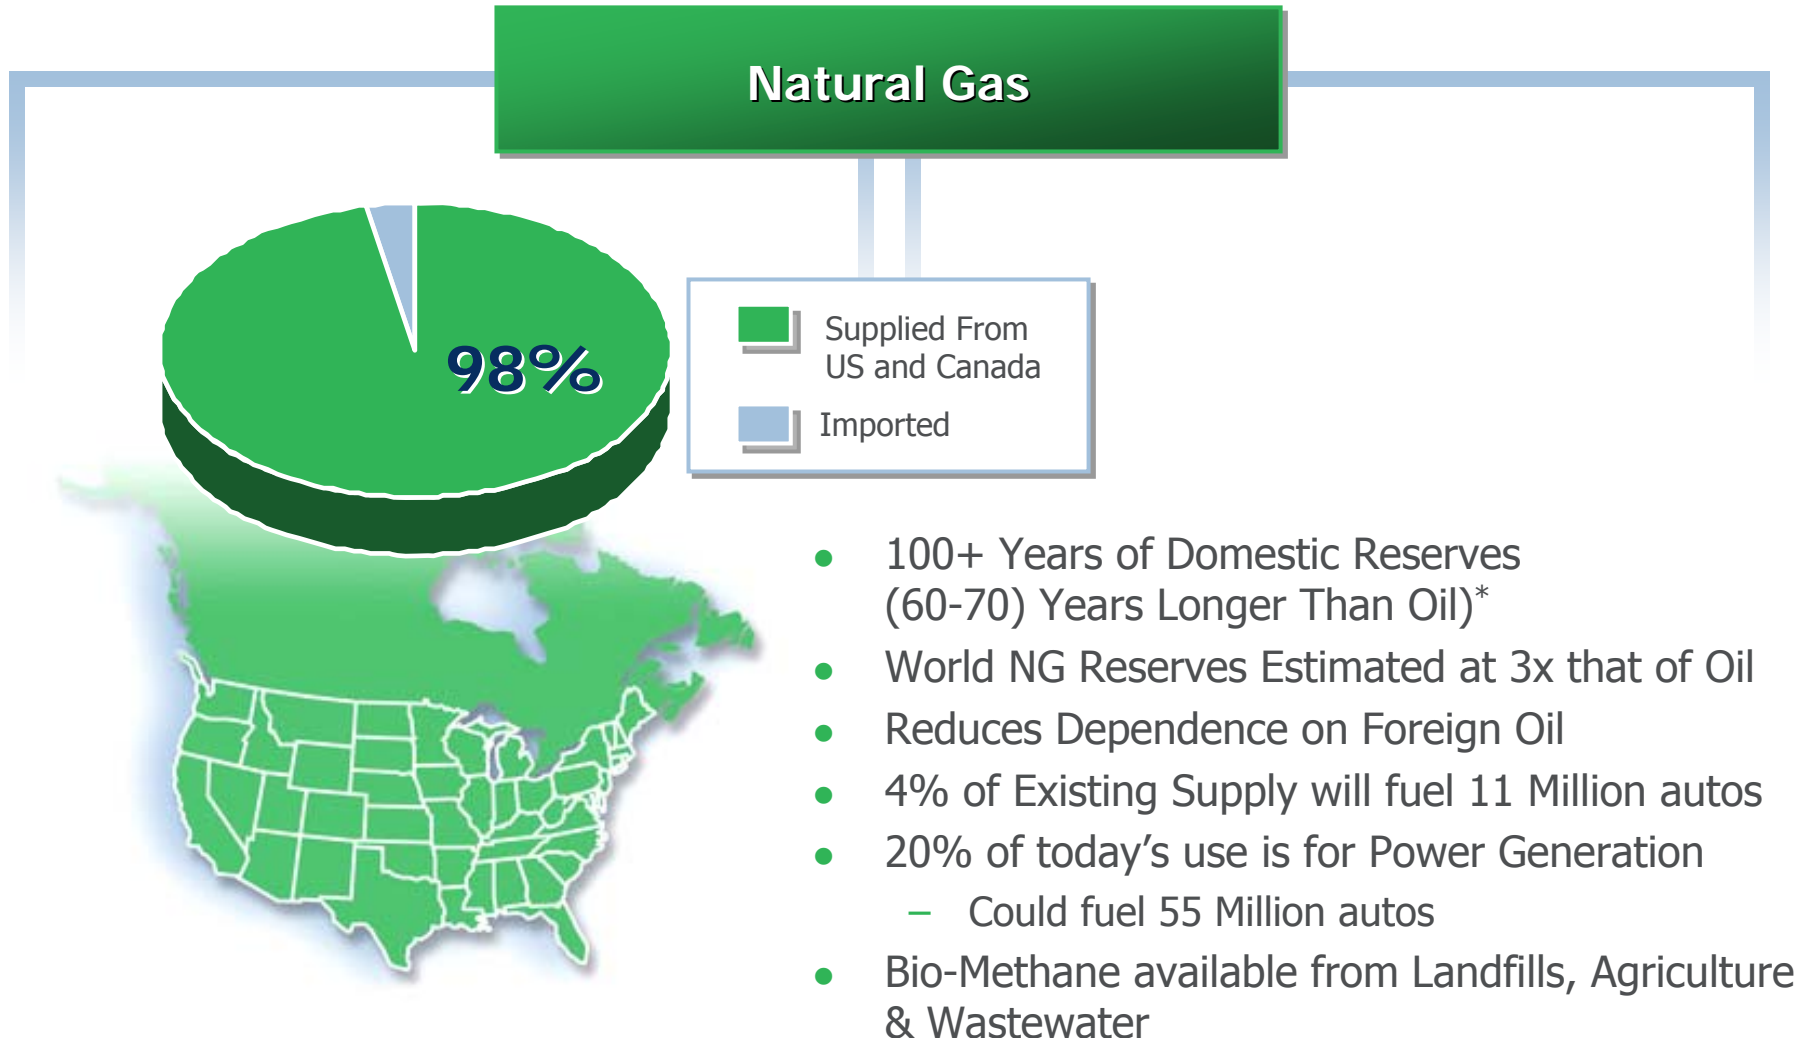 Natural Gas
98%
Supplied From
US and Canada
Imported
● 100+ Years of Domestic Reserves
(60-70) Years Longer Than Oil)*
● World NG Reserves Estimated at 3x that of Oil
● Reduces Dependence on Foreign Oil
● 4% of Existing Supply will fuel 11 Million autos
● 20% of today’s use is for Power Generation
– Could fuel 55 Million autos
● Bio-Methane available from Landfills, Agriculture
& Wastewater